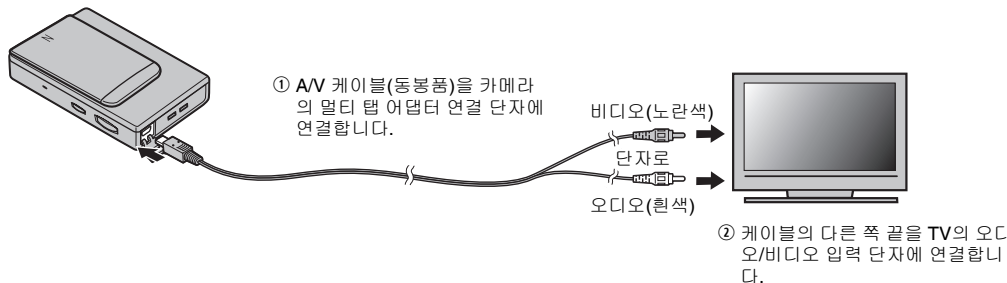 ① A/V 케이블(동봉품)을 카메라
의 멀티 탭 어댑터 연결 단자에
연결합니다.
비디오(노란색)
단자로
오디오(흰색)
② 케이블의 다른 쪽 끝을 TV의 오디
오/비디오 입력 단자에 연결합니
다.